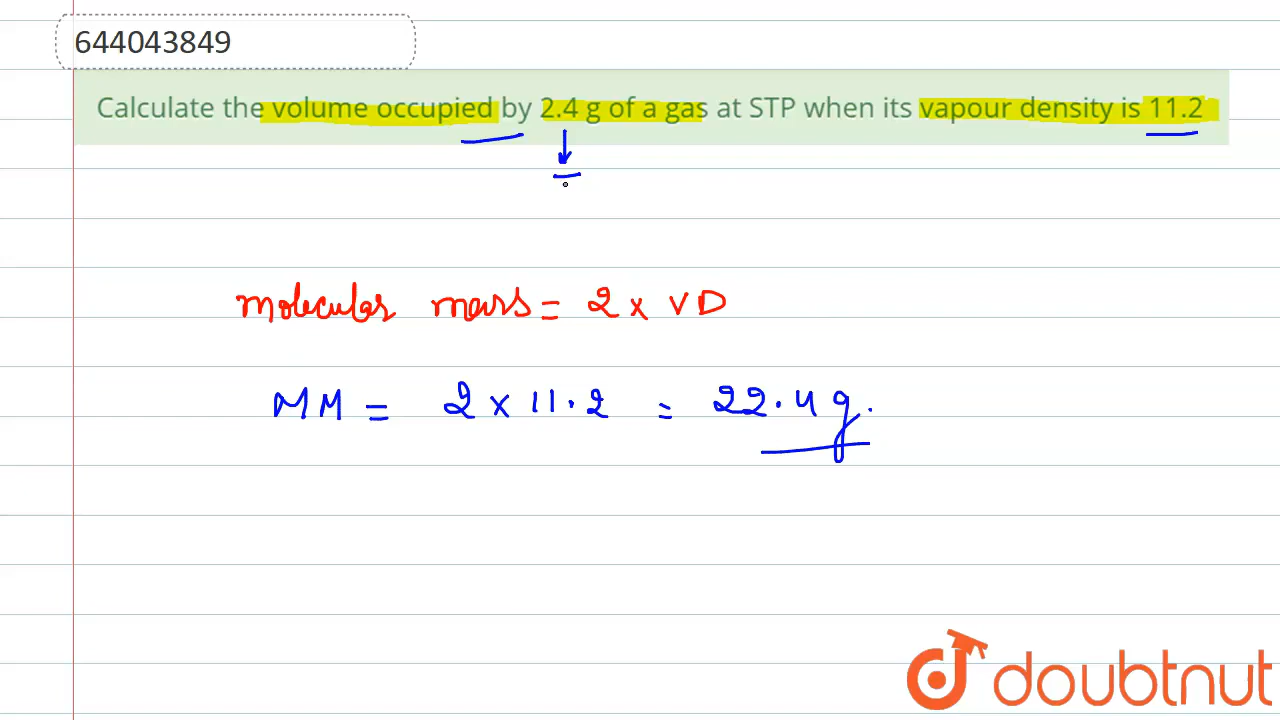 644043849
Calculate the volume occupied by 2.4 g of a gas at STP when its vapour density is 11.2
molecular mass = 2 x VD
MM = 2 x 11.2 = 22.4 g.
doubtnut